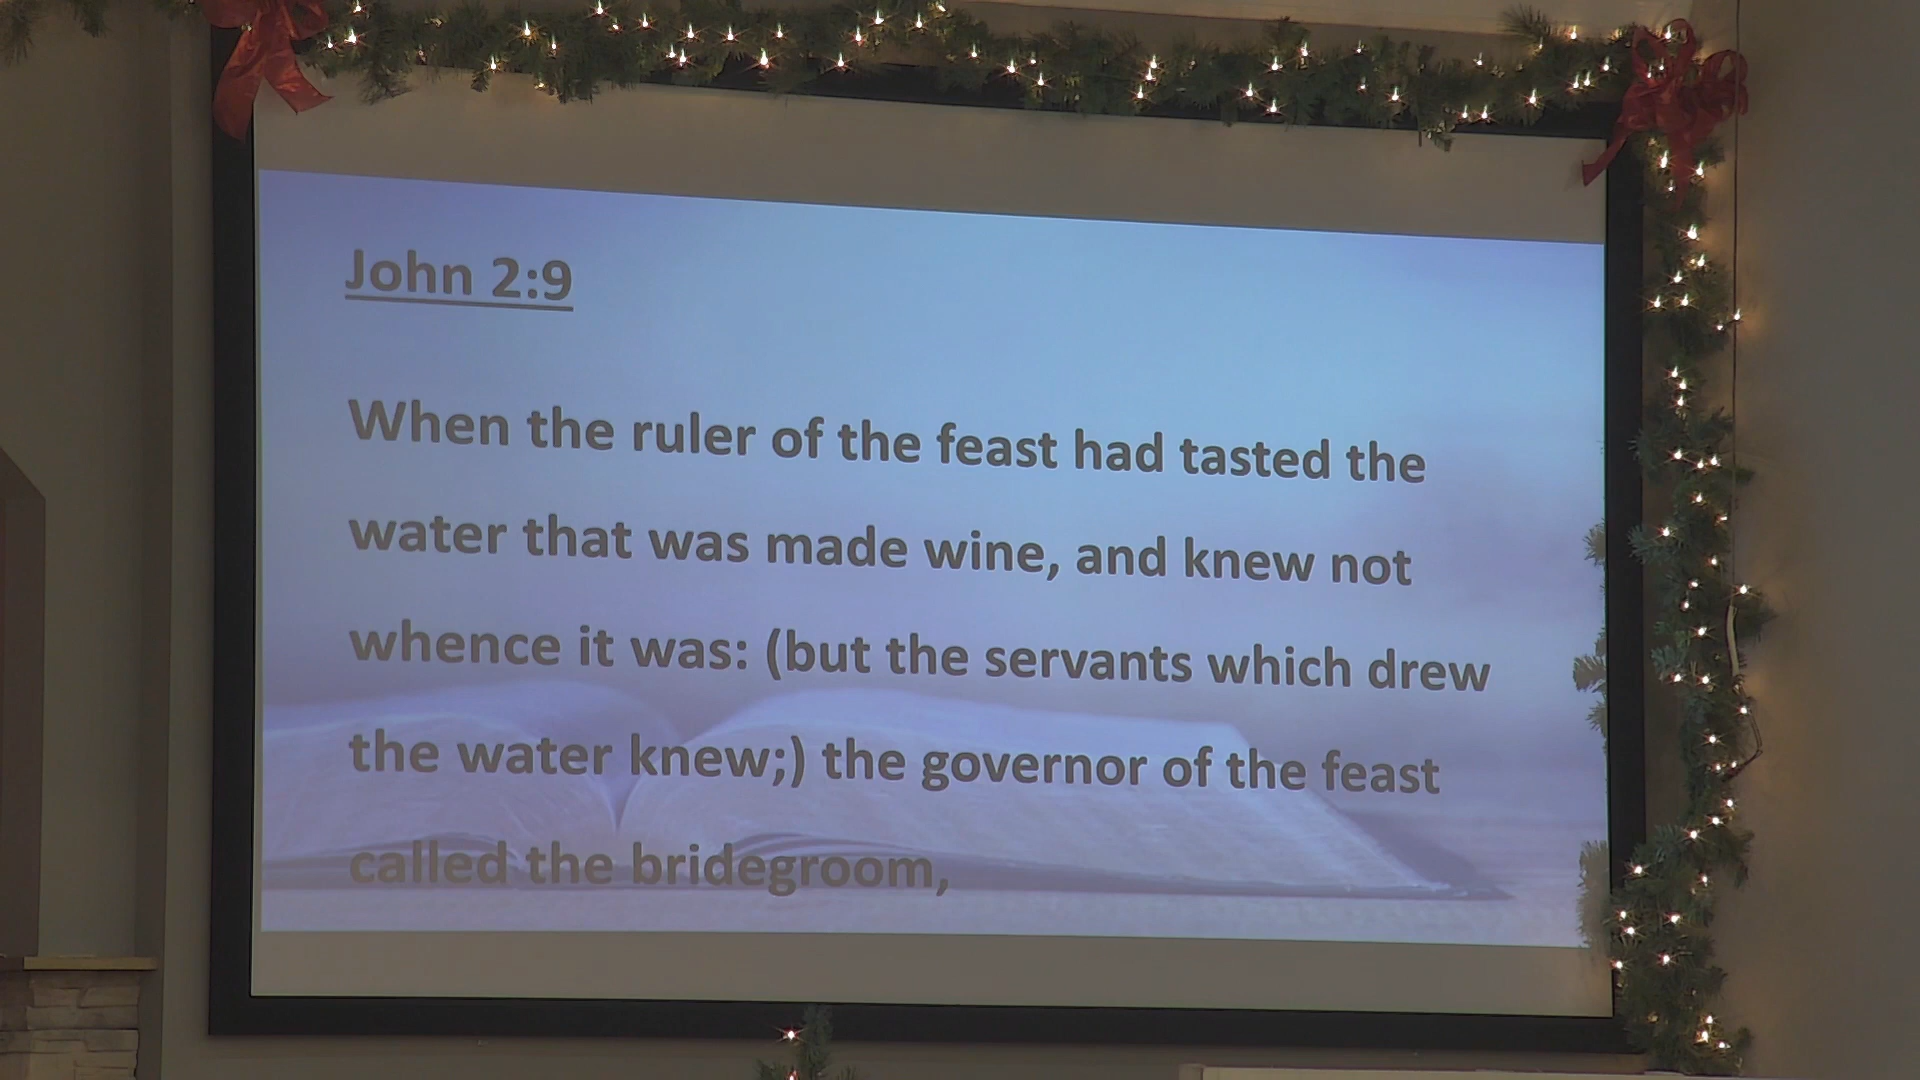 John 2:9
When the ruler of the feast had tasted the
water that was made wine, and knew not
whence it was: (but the servants which drew
the water knew;) the governor of the feast
called the bridegroom,